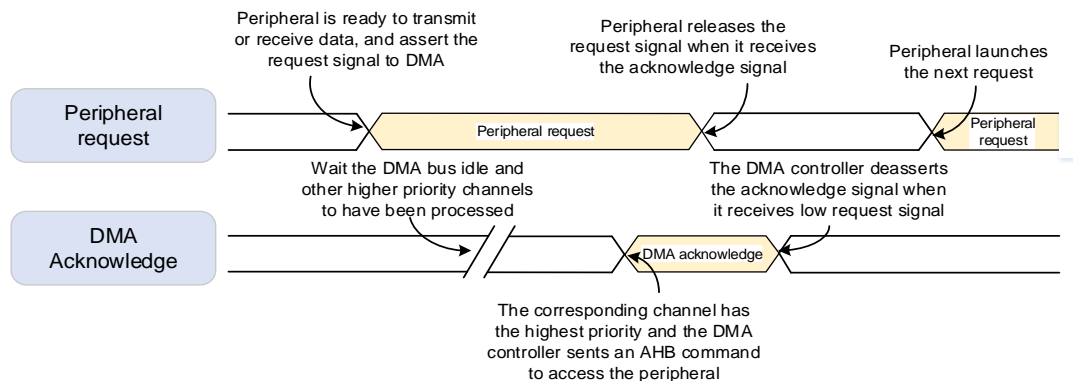 Peripheral is ready to transmit
or receive data, and assert the
request signal to DMA
Peripheral releases the
request signal when it receives
the acknowledge signal
Peripheral launches
the next request
Peripheral
request
Peripheral request
Peripheral
request
Wait the DMA bus idle and
other higher priority channels
to have been processed
The DMA controller deasserts
the acknowledge signal when
it receives low request signal
DMA
Acknowledge
DMA acknowledge
The corresponding channel has
the highest priority and the DMA
controller sents an AHB command
to access the peripheral